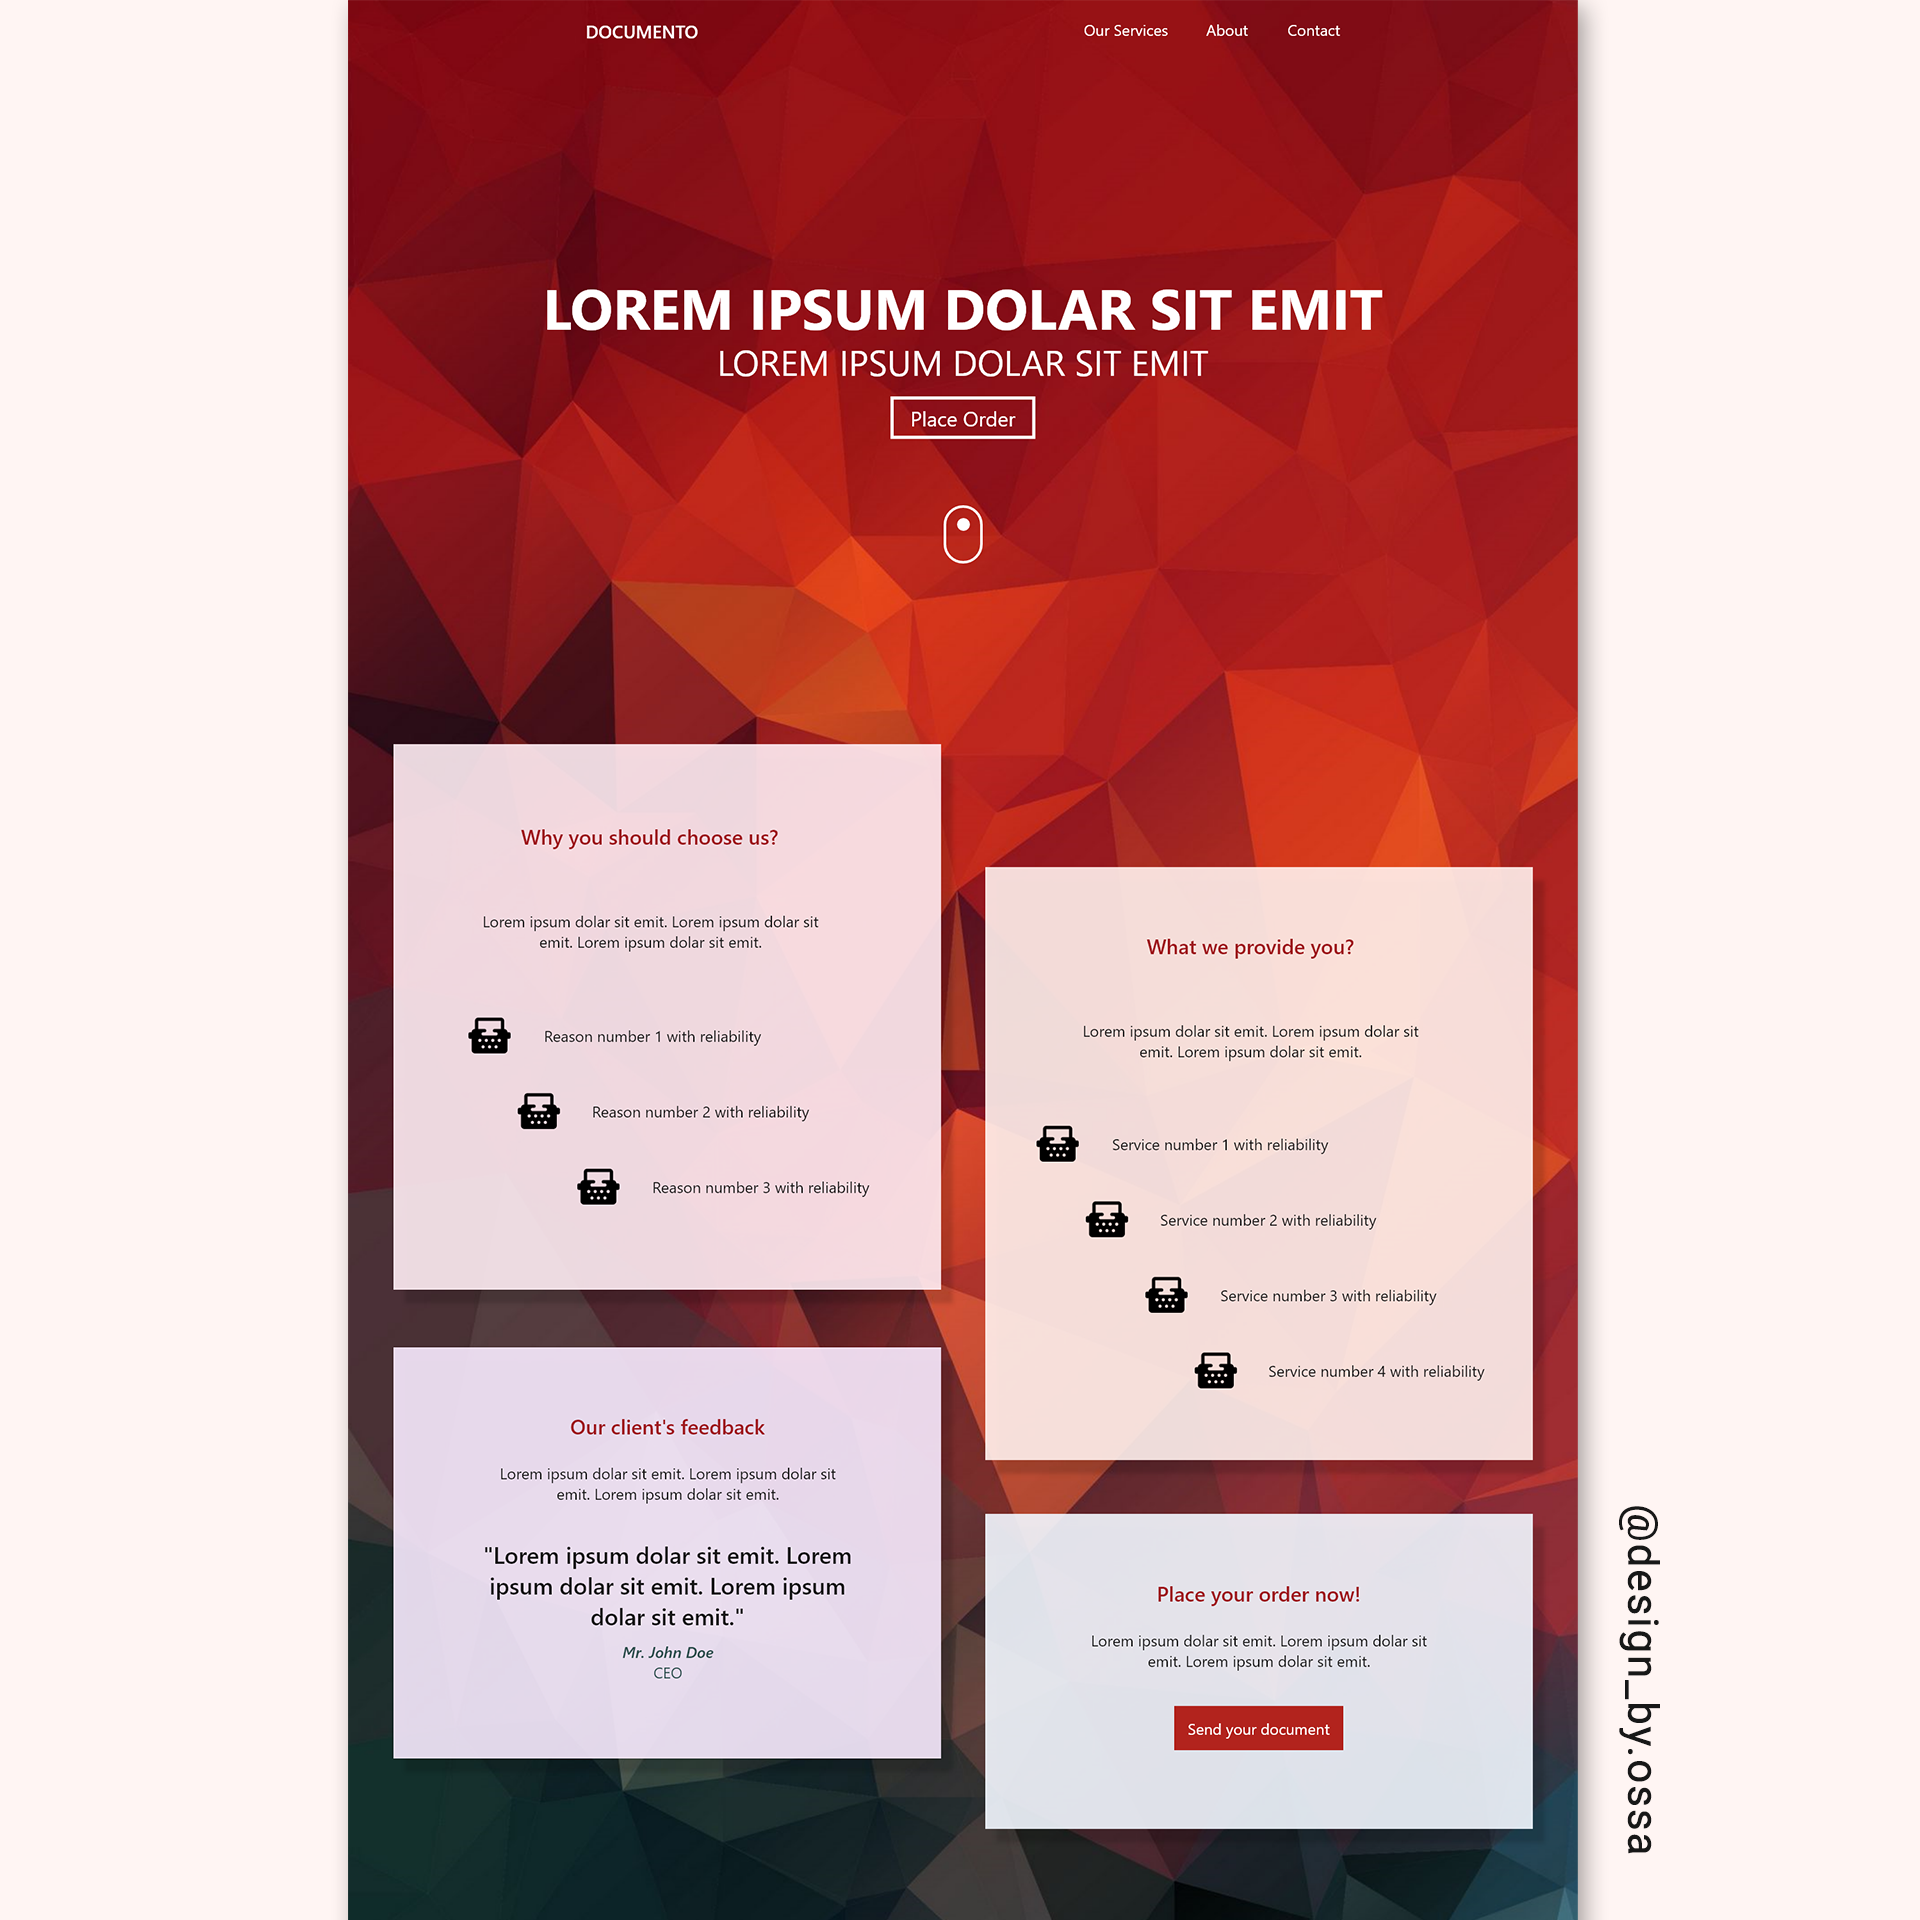 DOCUMENTO
Our Services About Contact
LOREM IPSUM DOLAR SIT EMIT
LOREM IPSUM DOLAR SIT EMIT
Place Order
Why you should choose us?
Lorem ipsum dolar sit emit. Lorem ipsum dolar sit
emit. Lorem ipsum dolar sit emit.
Reason number 1 with reliability
Reason number 2 with reliability
Reason number 3 with reliability
What we provide you?
Lorem ipsum dolar sit emit. Lorem ipsum dolar sit
emit. Lorem ipsum dolar sit emit.
Service number 1 with reliability
Service number 2 with reliability
Service number 3 with reliability
Service number 4 with reliability
Our client's feedback
Lorem ipsum dolar sit emit. Lorem ipsum dolar sit
emit. Lorem ipsum dolar sit emit.
"Lorem ipsum dolar sit emit. Lorem
ipsum dolar sit emit. Lorem ipsum
dolar sit emit."
Mr. John Doe
CEO
Place your order now!
Lorem ipsum dolar sit emit. Lorem ipsum dolar sit
emit. Lorem ipsum dolar sit emit.
Send your document
@design_by.ossa